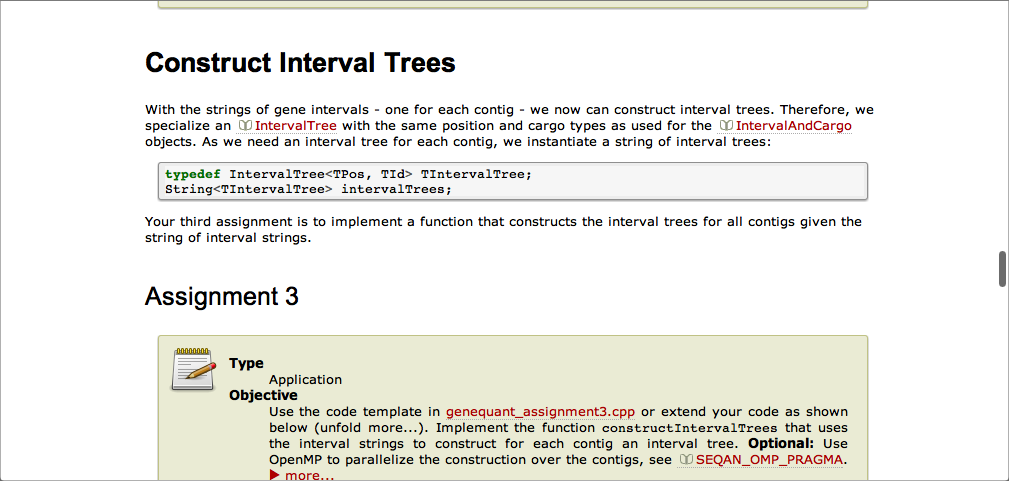 Construct Interval Trees
With the strings of gene intervals - one for each contig - we now can construct interval trees. Therefore, we
specialize an IntervalTree with the same position and cargo types as used for the IntervalAndCargo
objects. As we need an interval tree for each contig, we instantiate a string of interval trees:
typedef IntervalTree<TPos, TId> TIntervalTree;
String<TIntervalTree> intervalTrees;
Your third assignment is to implement a function that constructs the interval trees for all contigs given the
string of interval strings.
Assignment 3
Type
Application
Objective
Use the code template in genequant_assignment3.cpp or extend your code as shown
below (unfold more...). Implement the function constructIntervalTrees that uses
the interval strings to construct for each contig an interval tree. Optional: Use
OpenMP to parallelize the construction over the contigs, see SEQAN_OMP_PRAGMA.
more...